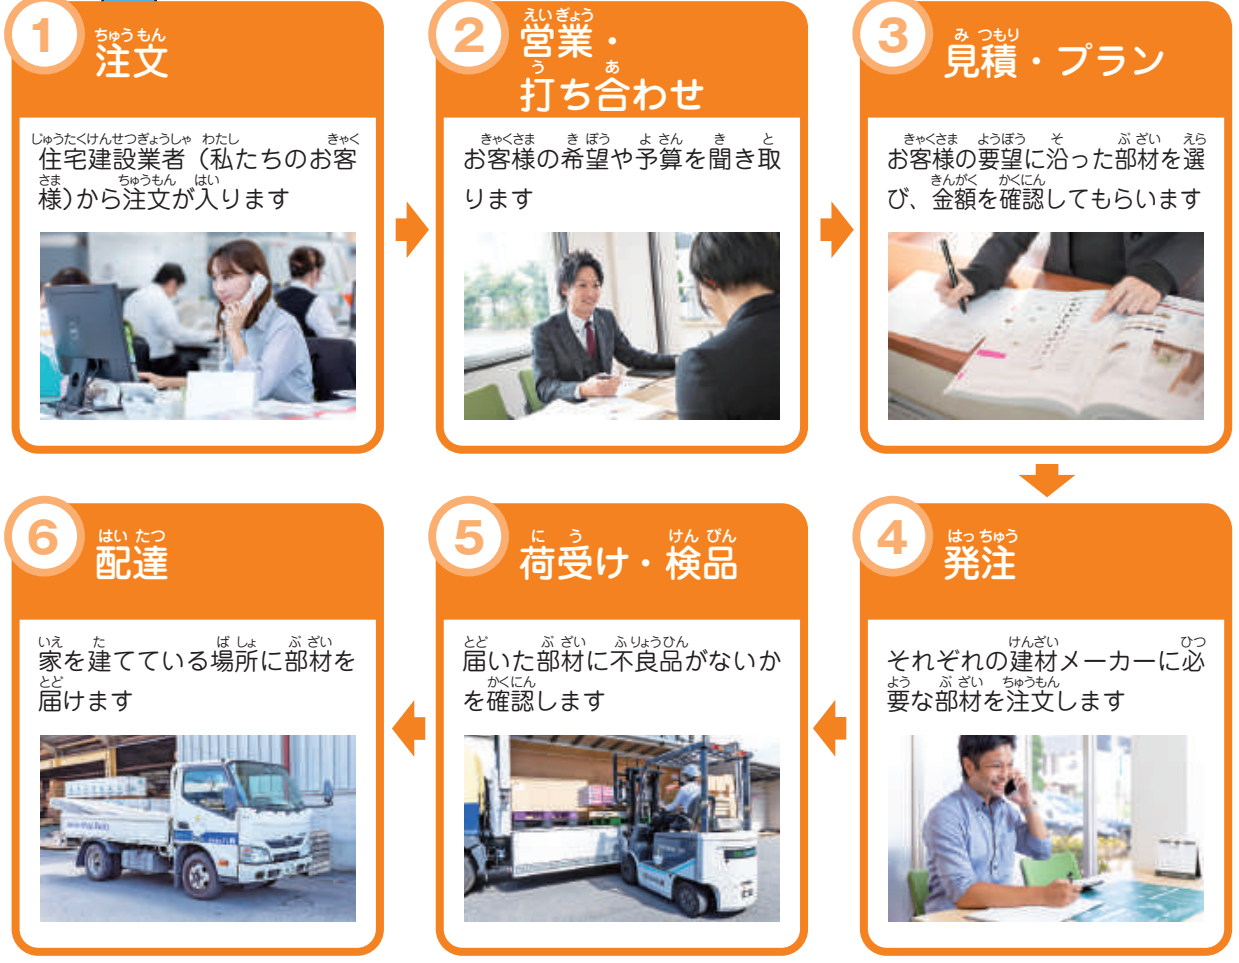 1
ちゅうもん
注文
じゅうたくけんせつぎょうしゃ わたし きゃく
住宅建設業者（私たちのお客
さま ちゅうもん はい
様）から注文が入ります
2
えいぎょう
営業・
う あ
打ち合わせ
きゃくさま きぼう よさん き と
お客様の希望や予算を聞き取
ります
3
み つもり
見積・プラン
きゃくさま ようぼう そ ぶざい えら
お客様の要望に沿った部材を選
きんがく かくにん
び、金額を確認してもらいます
4
はっちゅう
発注
けんざい ひつ
それぞれの建材メーカーに必
よう ぶざい ちゅうもん
要な部材を注文します
5
に う けんぴん
荷受け・検品
とど ぶざい ふりょうひん
届いた部材に不良品がないか
かくにん
を確認します
6
はいたつ
配達
いえ た ばしょ ぶざい
家を建てている場所に部材を
とど
届けます